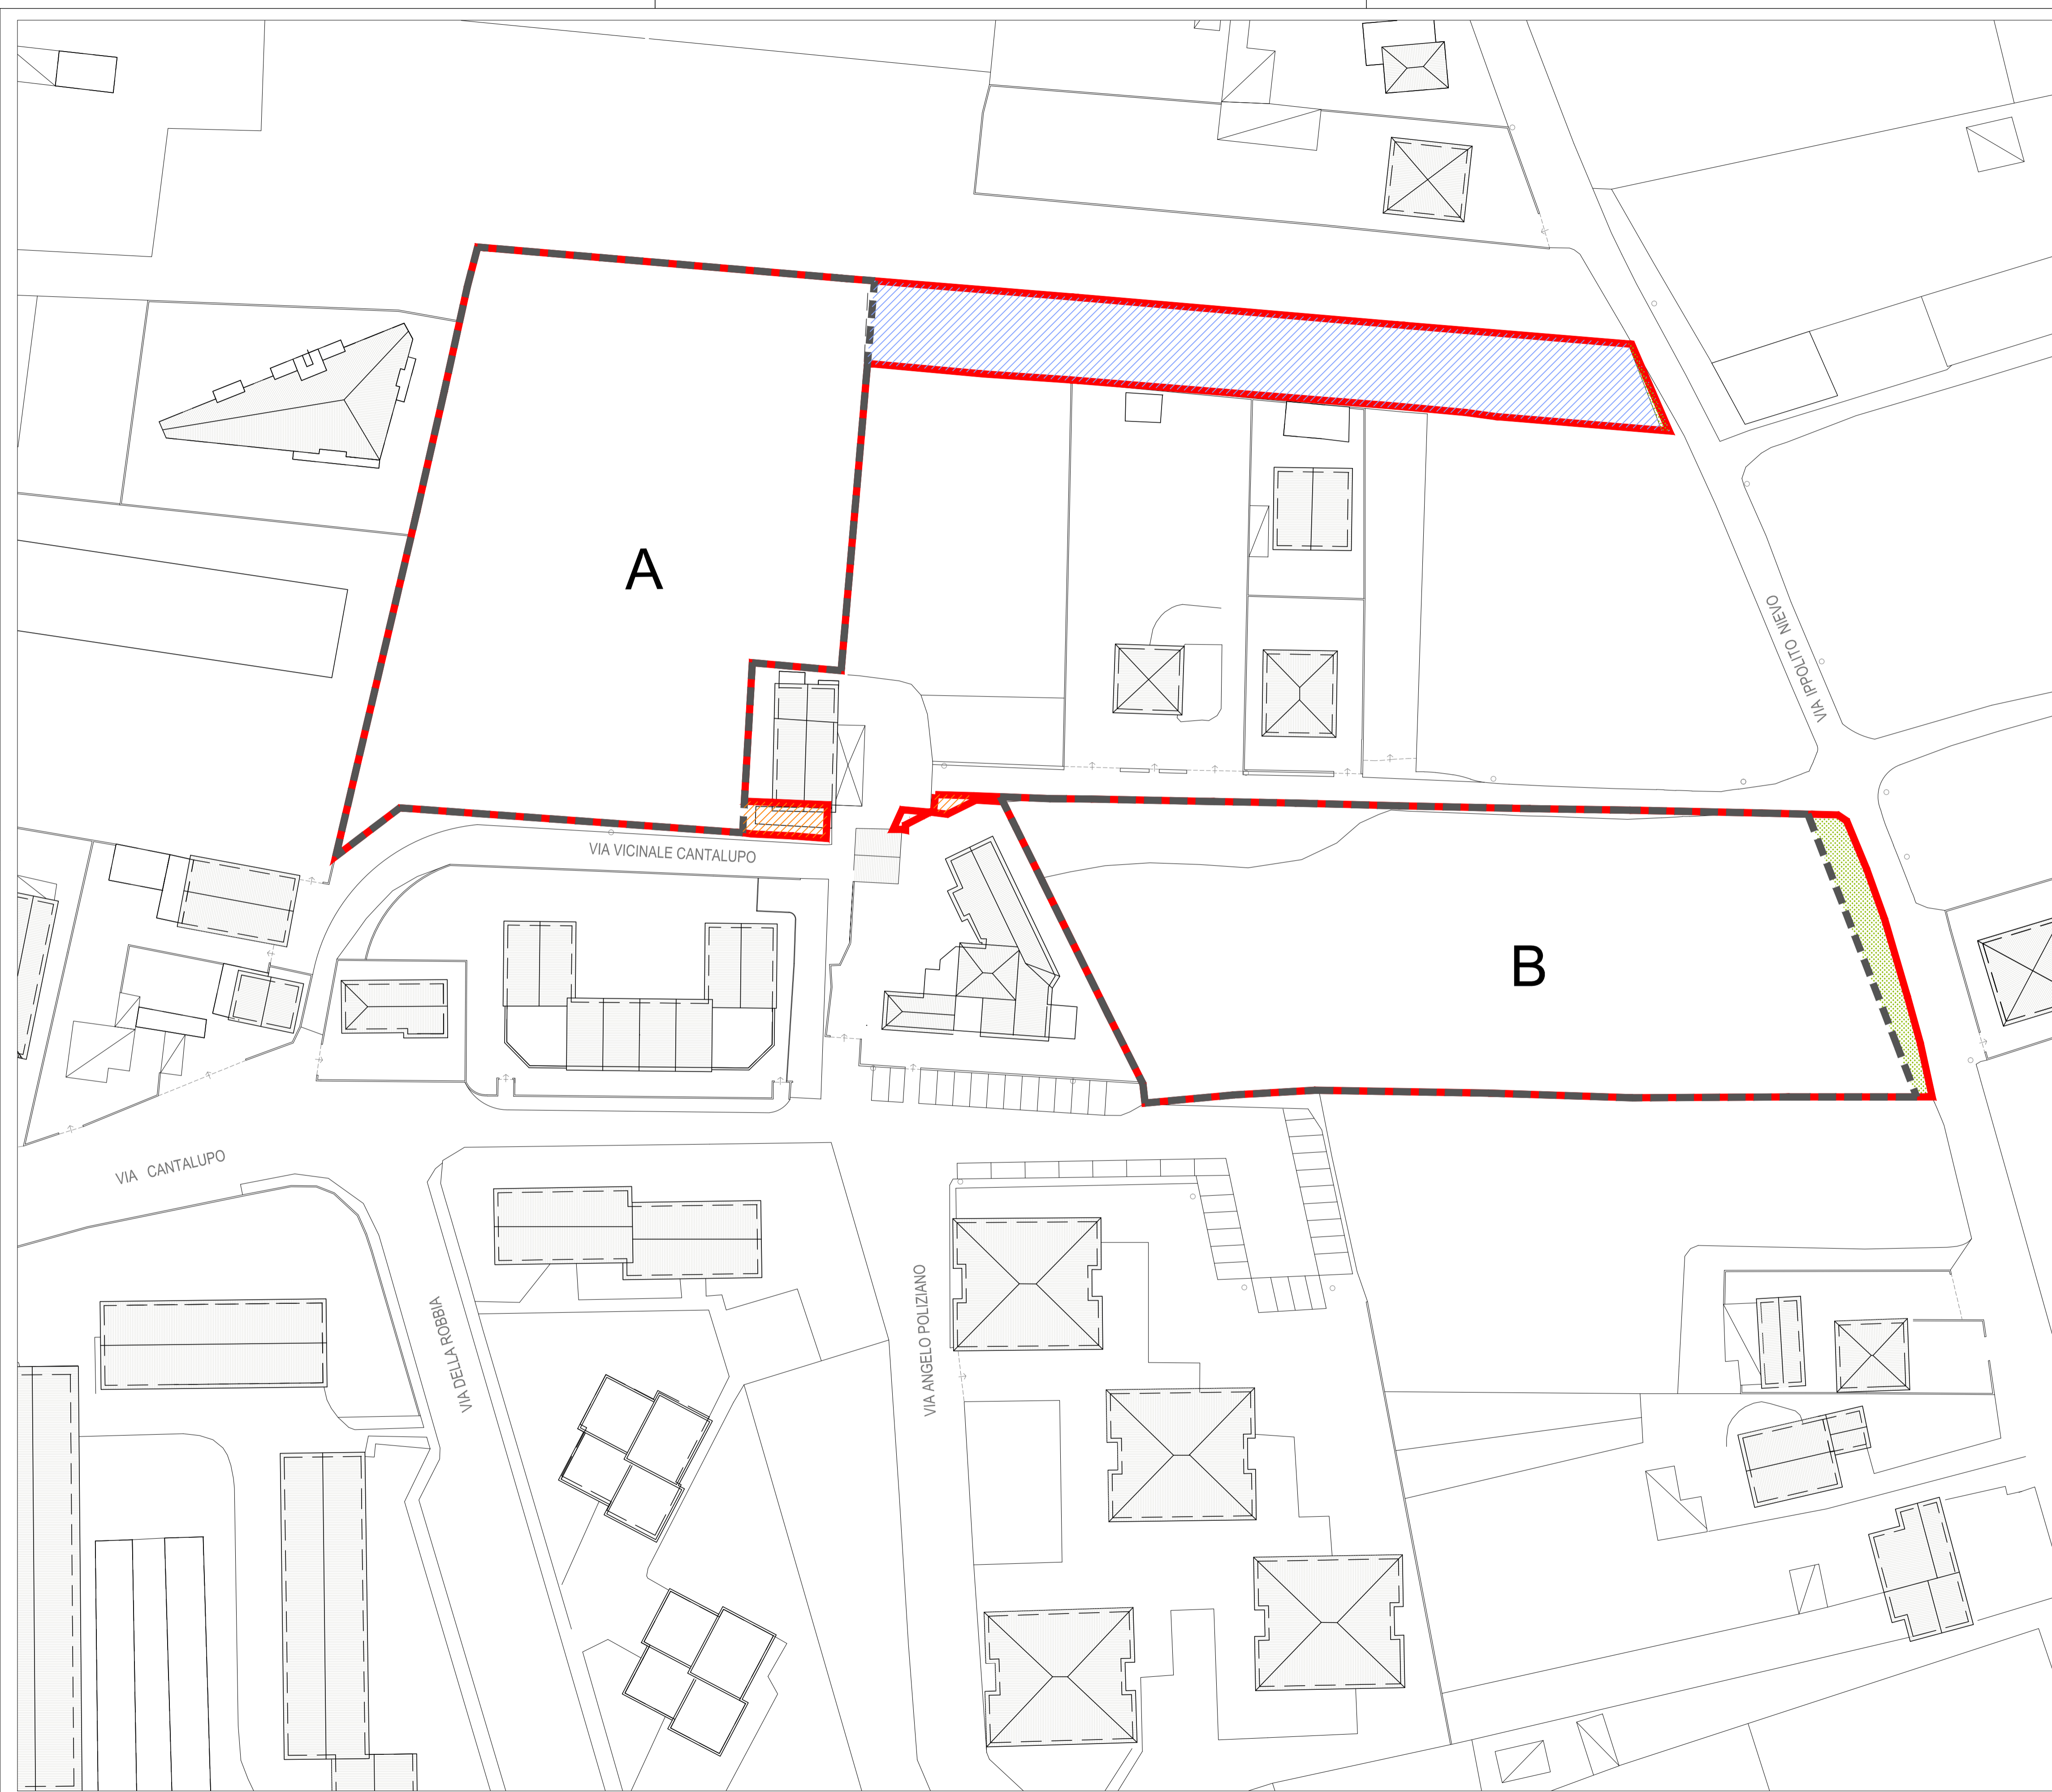 A
VIA IPPOLITO NIEVO
VIA VICINALE CANTALUPO
B
VIA CANTALUPO
VIA DELLA ROBBIA
VIA ANGELO POLIZIANO